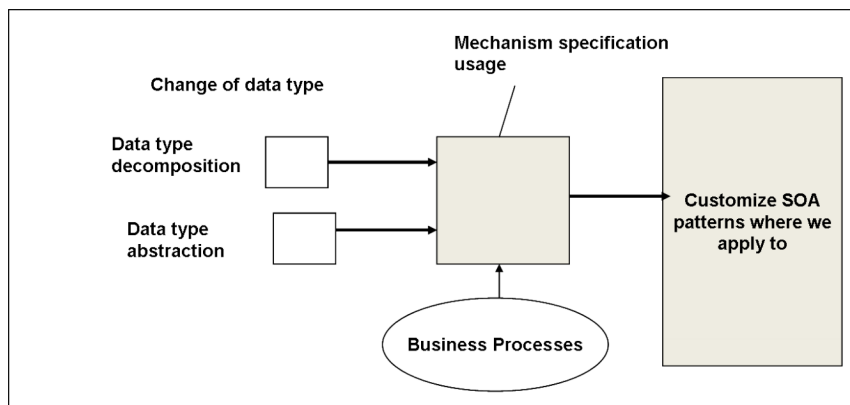 Mechanism specification
usage
Change of data type
Data type
decomposition
Data type
abstraction
Customize SOA
patterns where we
apply to
Business Processes